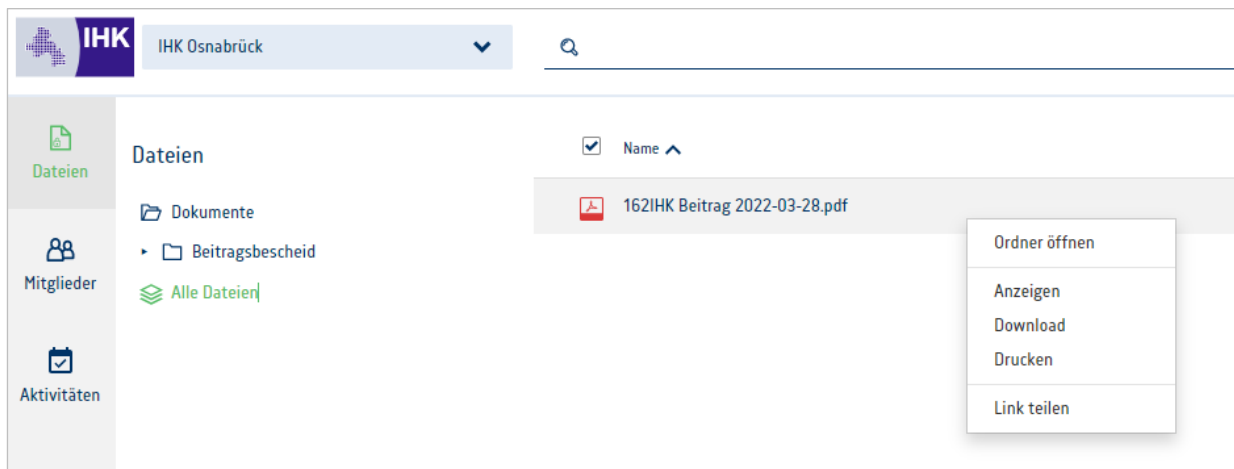 IHK
IHK Osnabrück
Dateien
Mitglieder
Aktivitäten
Dateien
Dokumente
Beitragsbescheid
Alle Dateien
Name
162IHK Beitrag 2022-03-28.pdf
Ordner öffnen
Anzeigen
Download
Drucken
Link teilen